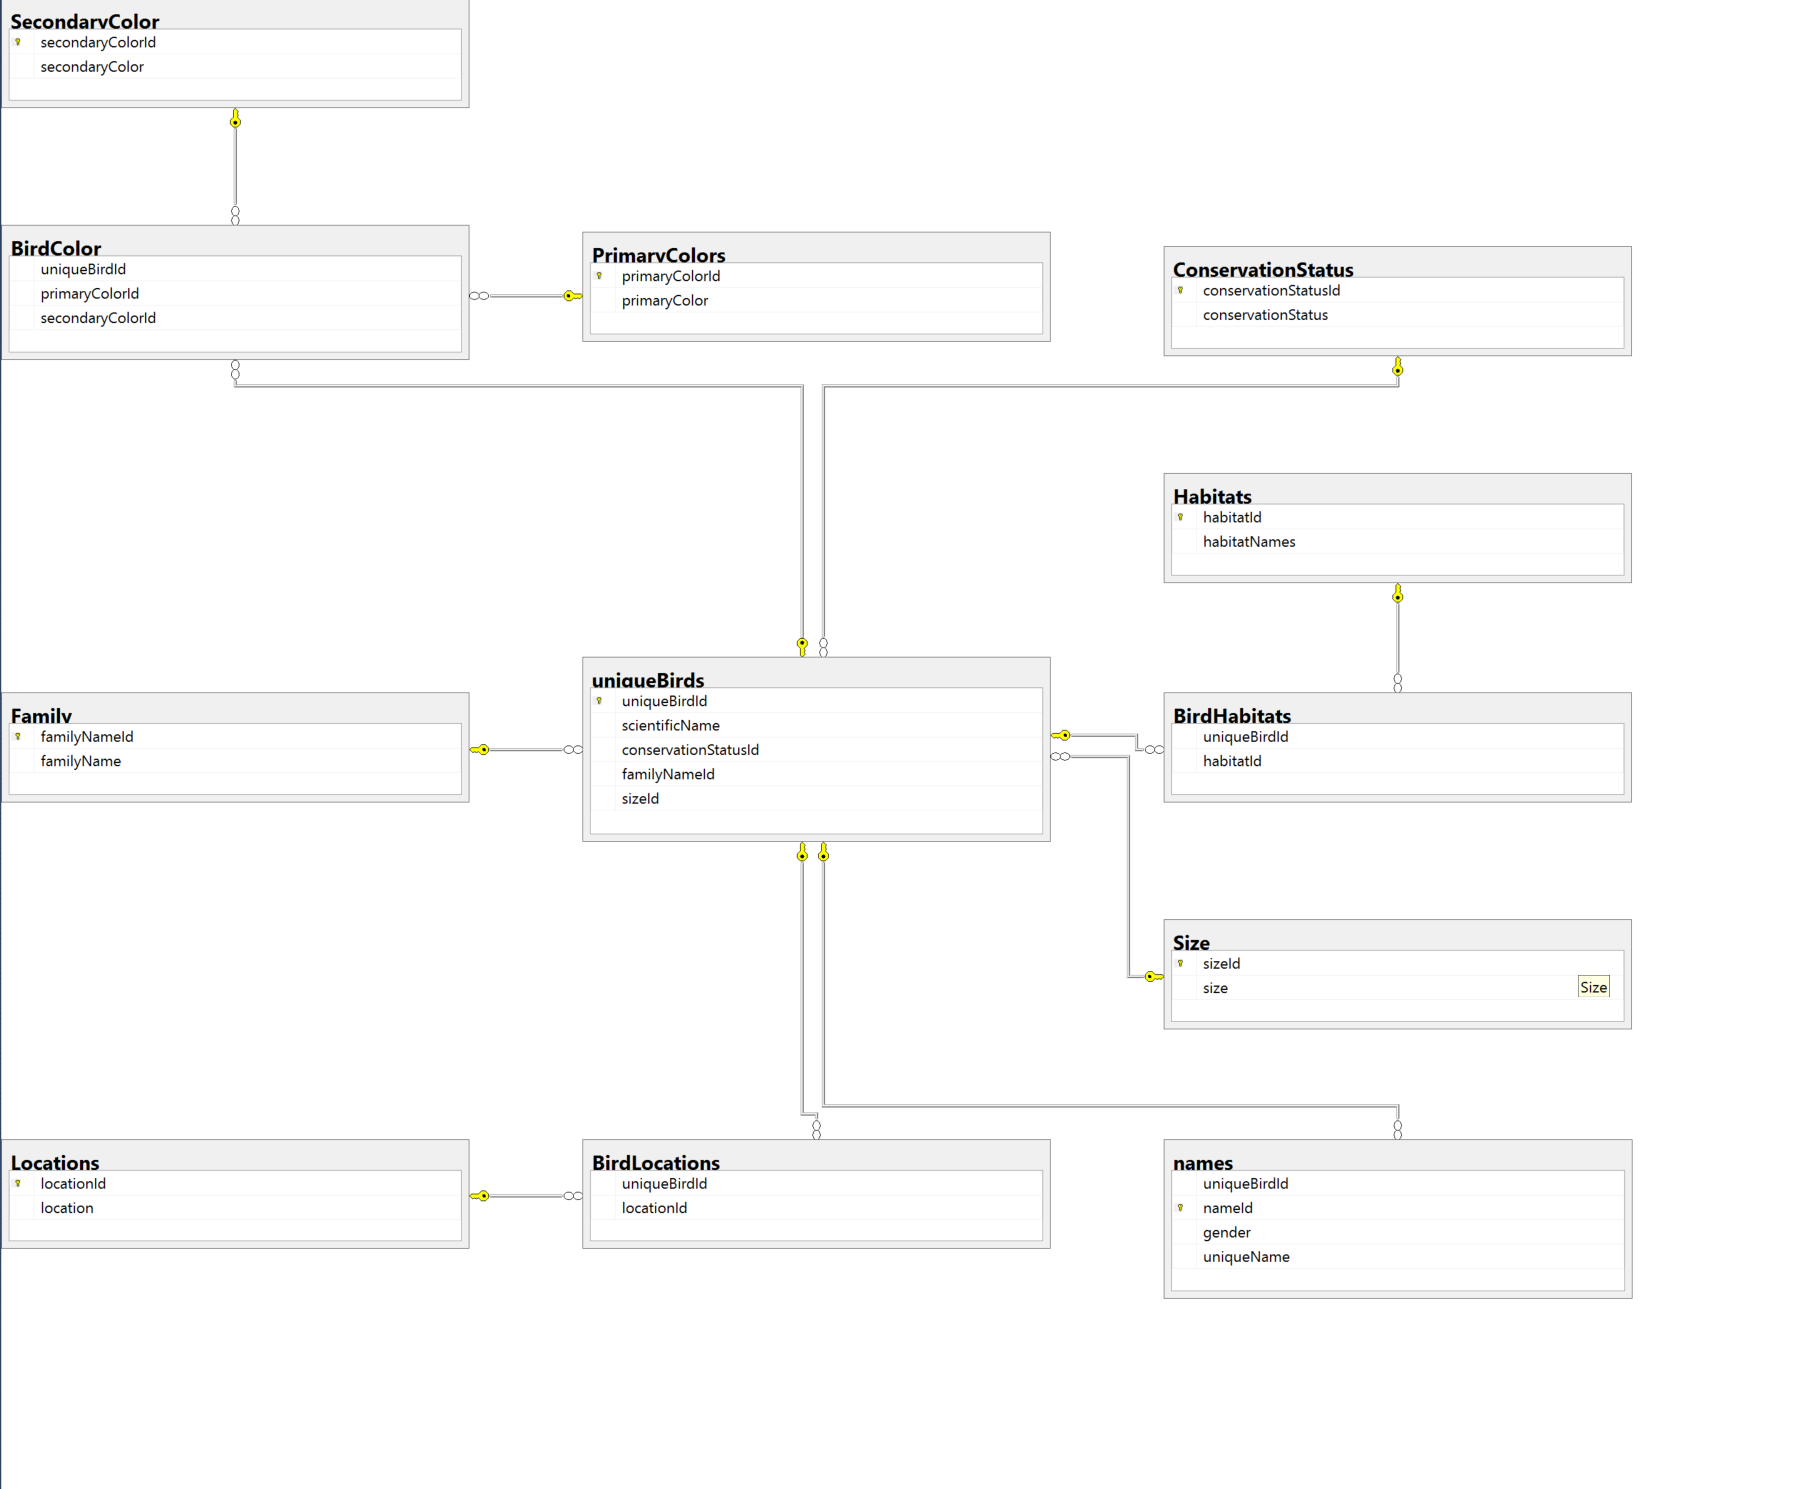 SecondaryColor
secondaryColorId
secondaryColor
BirdColor
uniqueBirdId
primaryColorId
secondaryColorId
PrimaryColors
primaryColorId
primaryColor
ConservationStatus
conservationStatusId
conservationStatus
Habitats
habitatId
habitatNames
Family
familyNameId
familyName
uniqueBirds
uniqueBirdId
scientificName
conservationStatusId
familyNameId
sizeId
BirdHabitats
uniqueBirdId
habitatId
Size
sizeId
size
Size
Locations
locationId
location
BirdLocations
uniqueBirdId
locationId
names
uniqueBirdId
nameId
gender
uniqueName